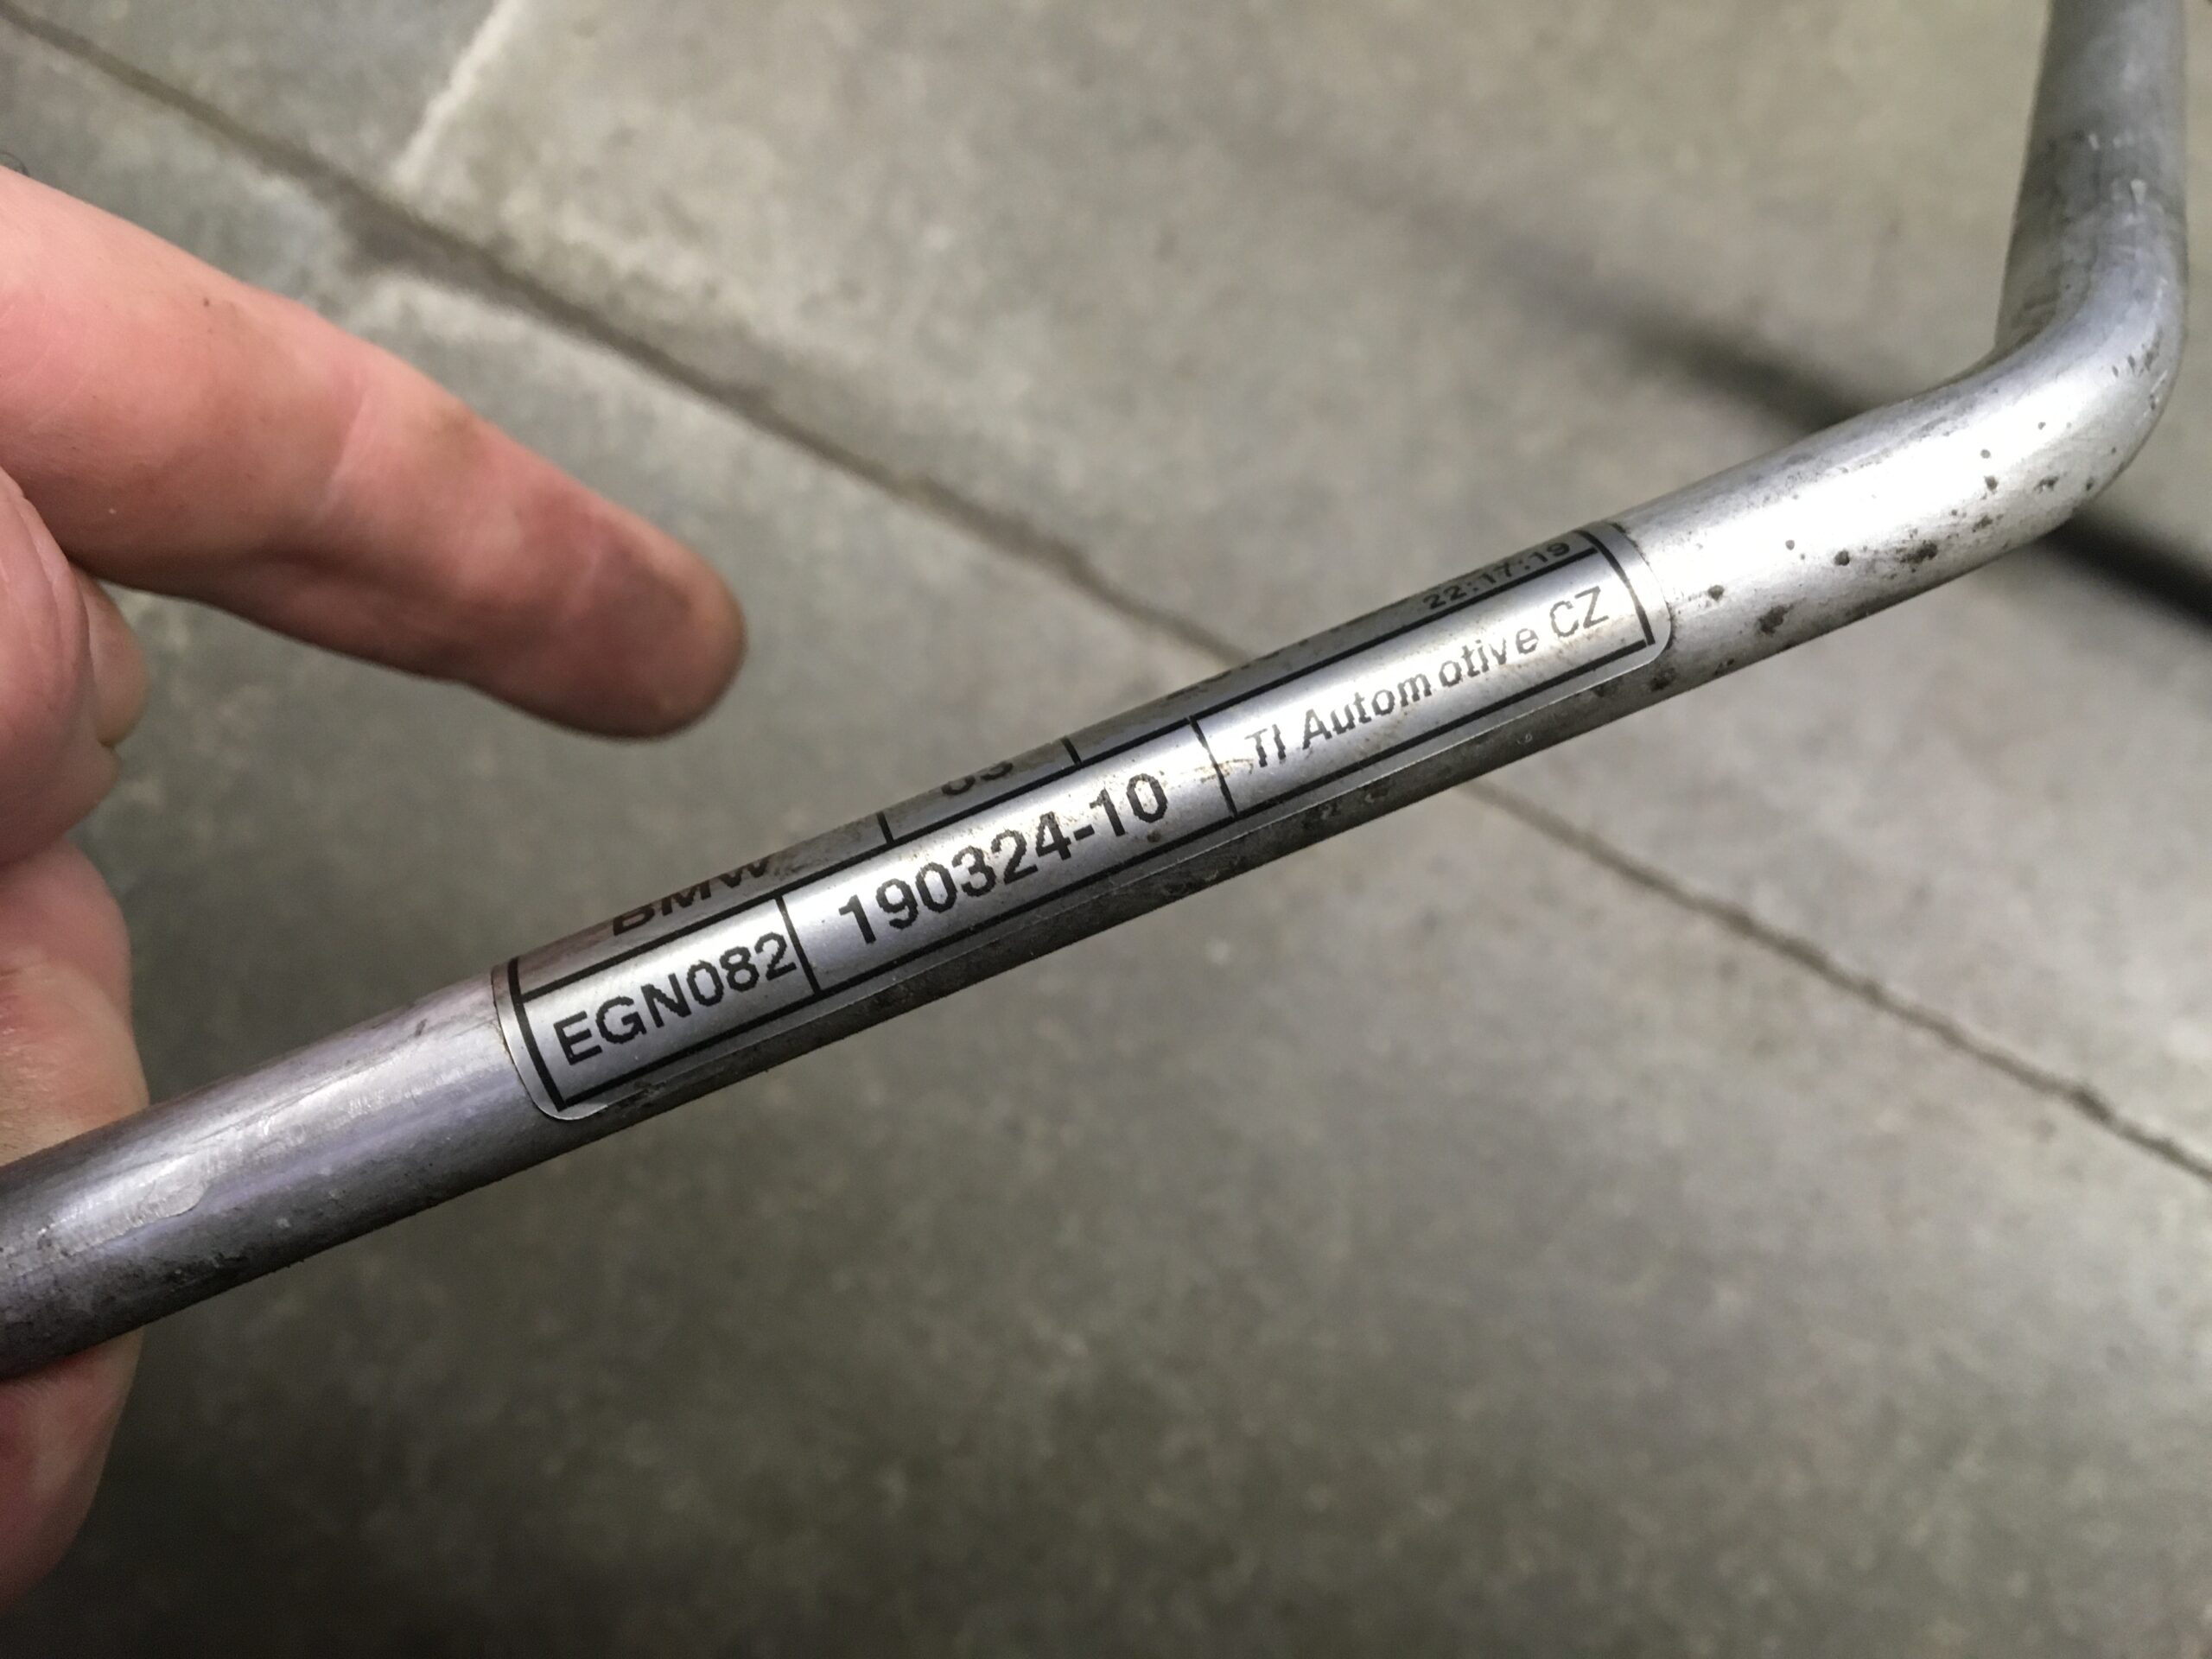 BMW 22:17:19
EGN082 190324-10 TI Automotive CZ